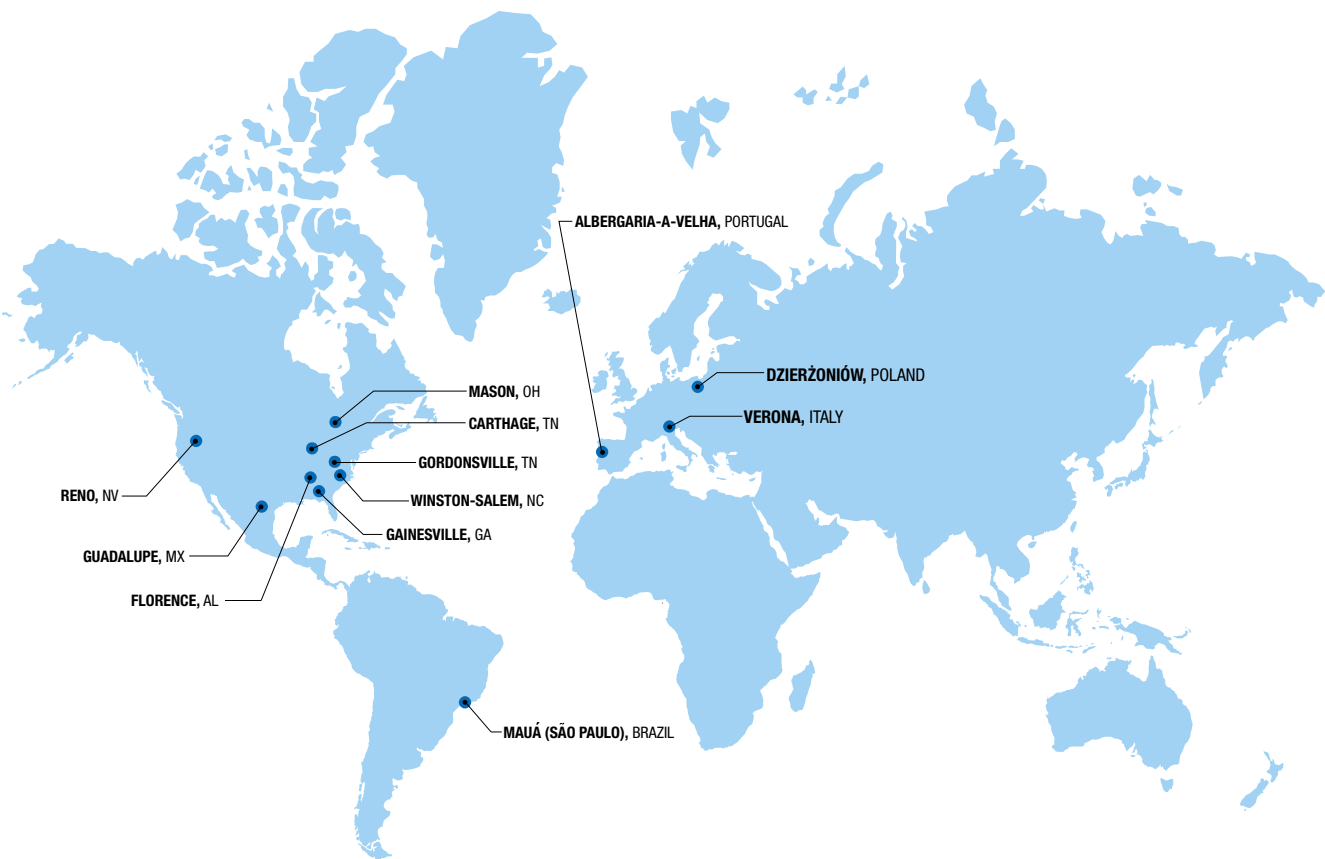 ALBERGARIA-A-VELHA, PORTUGAL
DZIERŻONIÓW, POLAND
MASON, OH
VERONA, ITALY
CARTHAGE, TN
GORDONSVILLE, TN
RENO, NV
WINSTON-SALEM, NC
GAINESVILLE, GA
GUADALUPE, MX
FLORENCE, AL
MAUÁ (SÃO PAULO), BRAZIL